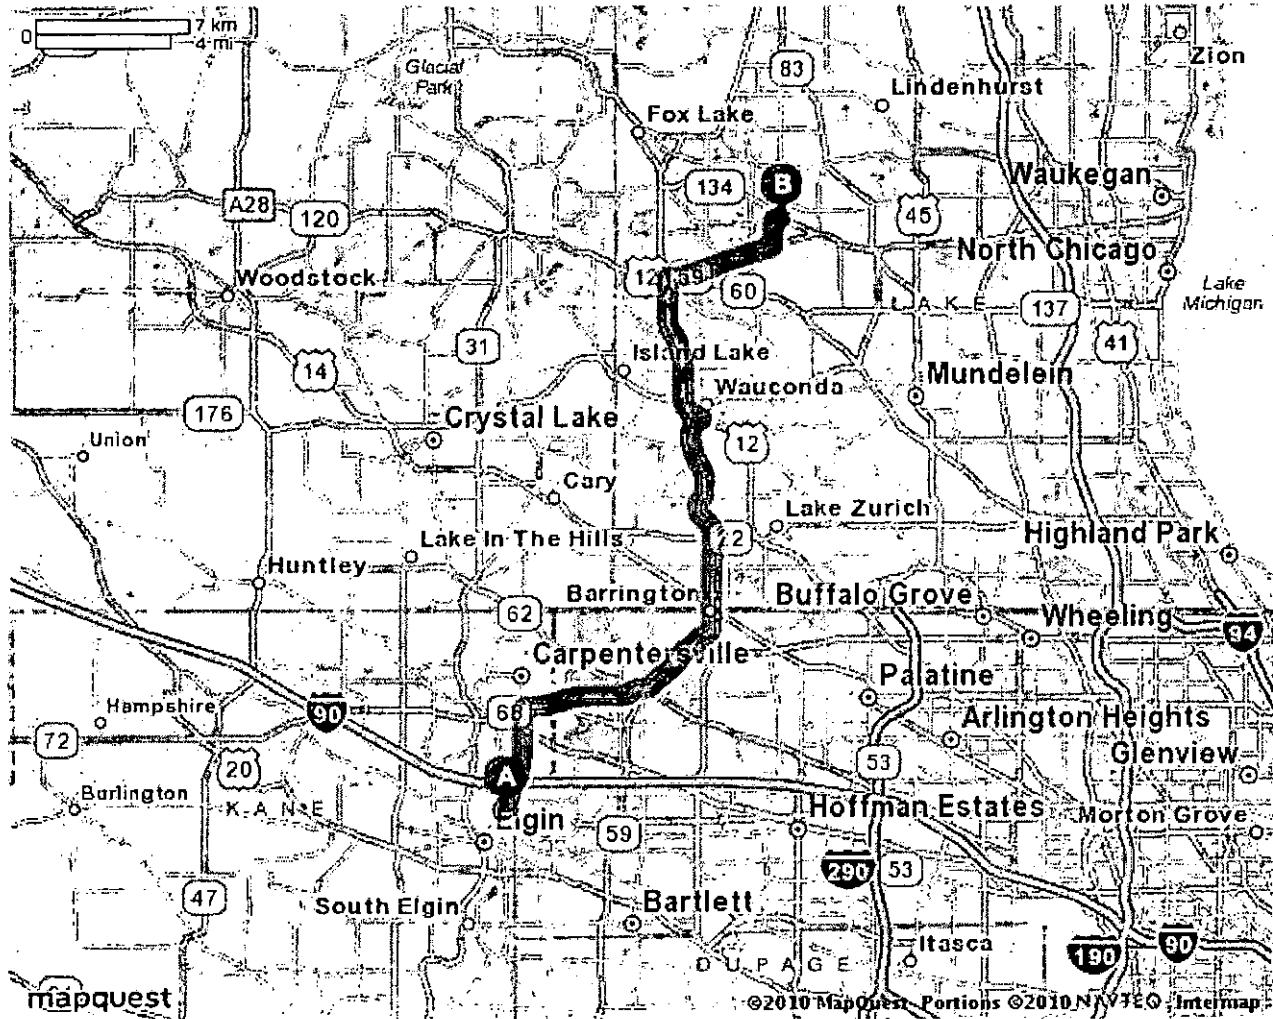 0
7 km
4 mi
Glacial
Park
83
Lindenhurst
Zion
Fox Lake
134
Waukegan
B
A28
120
45
North Chicago
Woodstock
12
59
60
LAKE
137
Lake
Michigan
31
41
Island Lake
14
Wauconda
Mundelein
176
Crystal Lake
Union
12
Cary
Lake Zurich
Lake In The Hills
22
Highland Park
Huntley
Barrington
Buffalo Grove
62
Wheeling
94
Carpentersville
Palatine
Hampshire
90
68
Arlington Heights
72
Glenview
20
A
53
Burlington
KANE
Elgin
59
Hoffman Estates
Morton Grove
290
53
47
South Elgin
Bartlett
Itasca
190
90
DUPAGE
mapquest
©2010 MapQuest - Portions ©2010 NAVTEQ - Intermap